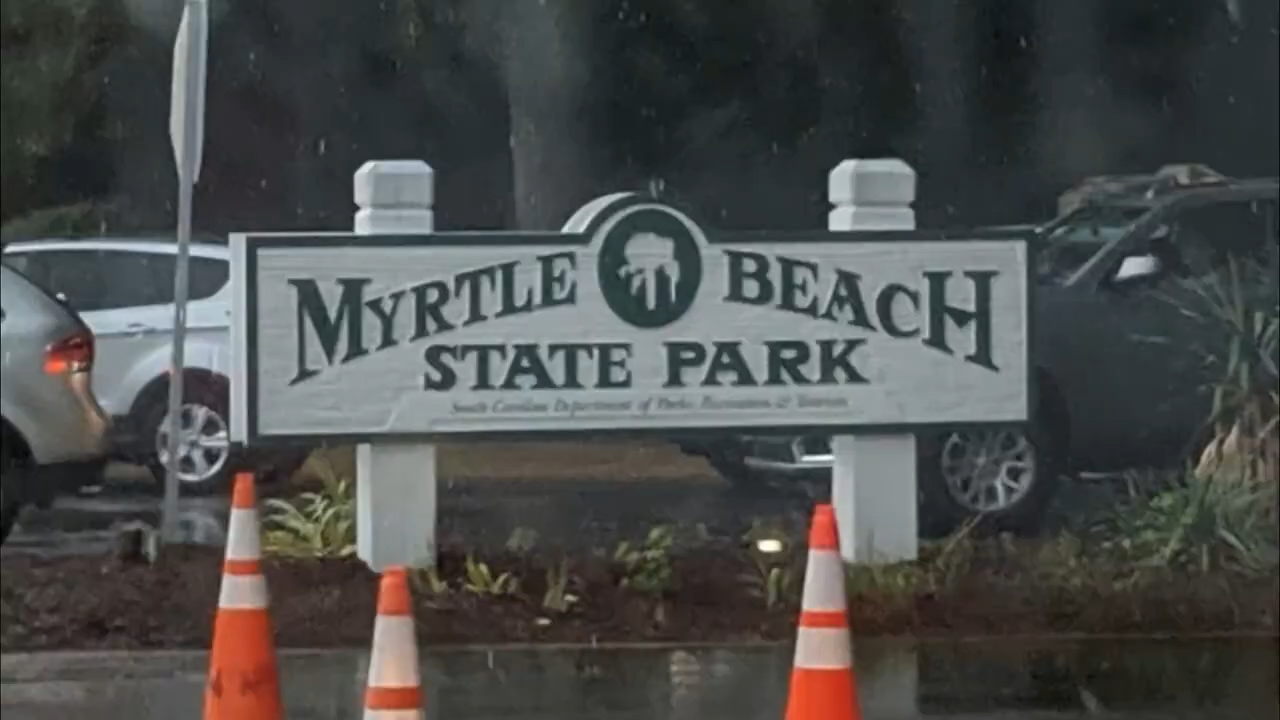 MYRTLE BEACH
STATE PARK
South Carolina Department of Parks Recreation & Tourism